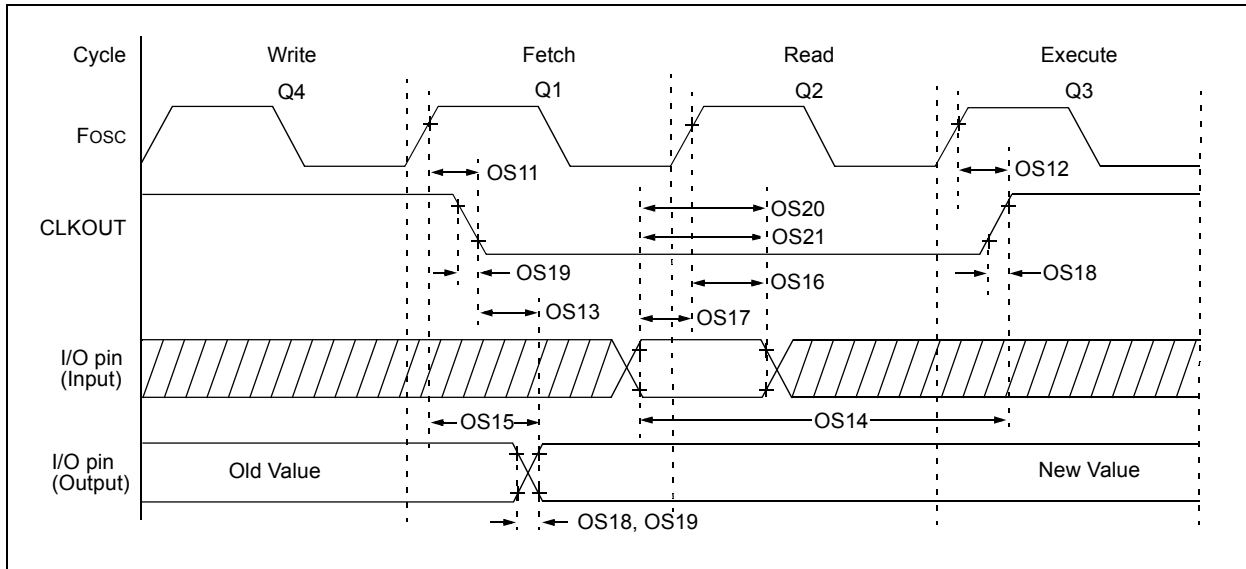 Cycle Write Fetch Read Execute
Q4 Q1 Q2 Q3
FOSC
OS11 OS12
OS20
CLKOUT
OS21
OS19 OS16 OS18
OS13 OS17
I/O pin
(Input)
OS15 OS14
I/O pin
(Output)
Old Value New Value
OS18, OS19